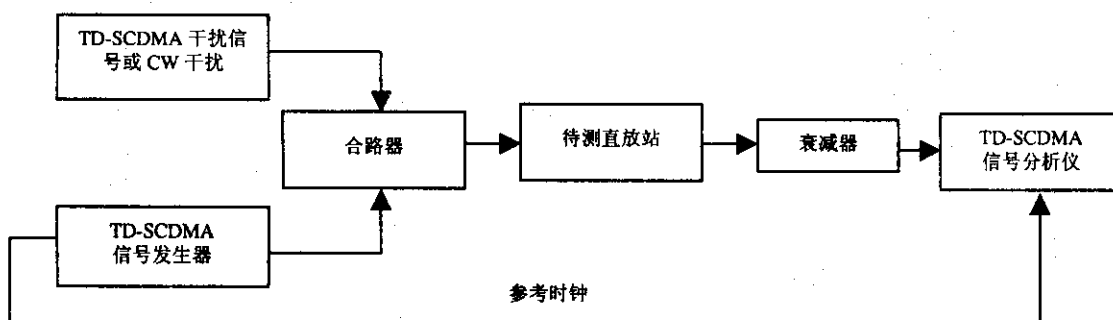 TD-SCDMA 干扰信
号或 CW 干扰
合路器
待测直放站
衰减器
TD-SCDMA
信号分析仪
TD-SCDMA
信号发生器
参考时钟